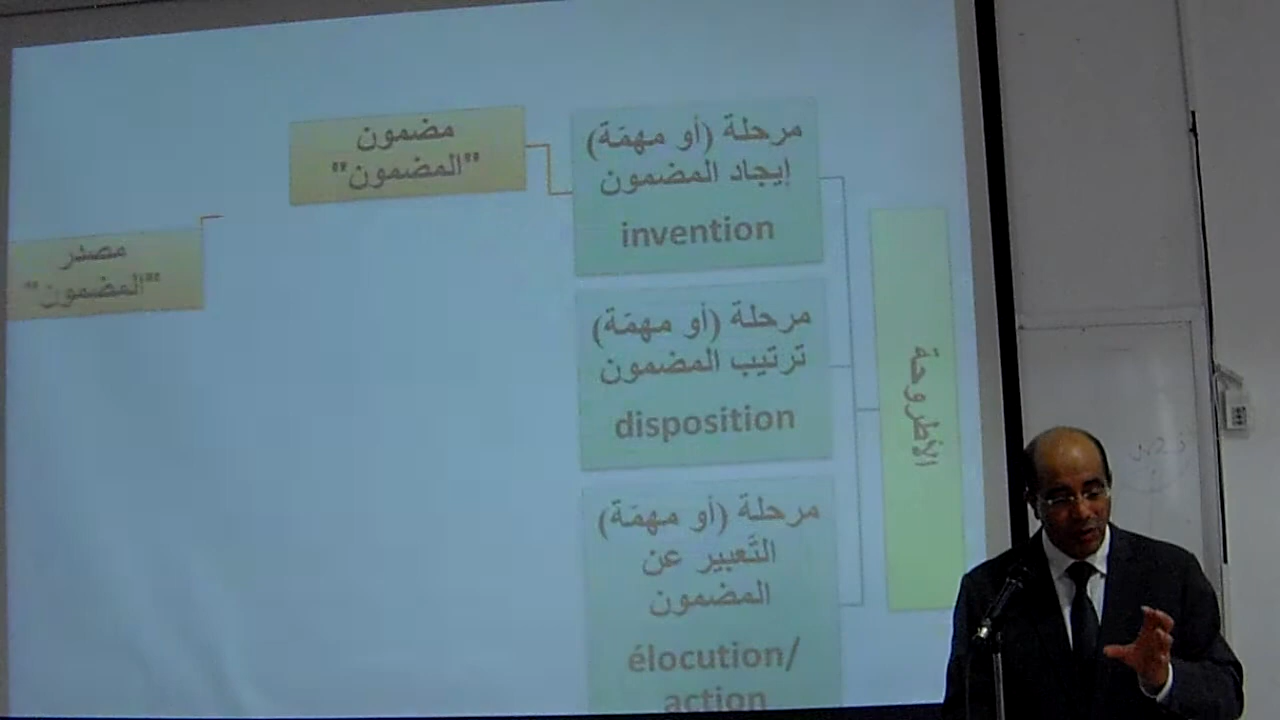 الأطروحة
مرحلة (أو مهمّة)
إيجاد المضمون
invention
مضمون
"المضمون"
مصدر
"المضمون"
مرحلة (أو مهمّة)
ترتيب المضمون
disposition
مرحلة (أو مهمّة)
التَّعبير عن
المضمون
élocution/
action